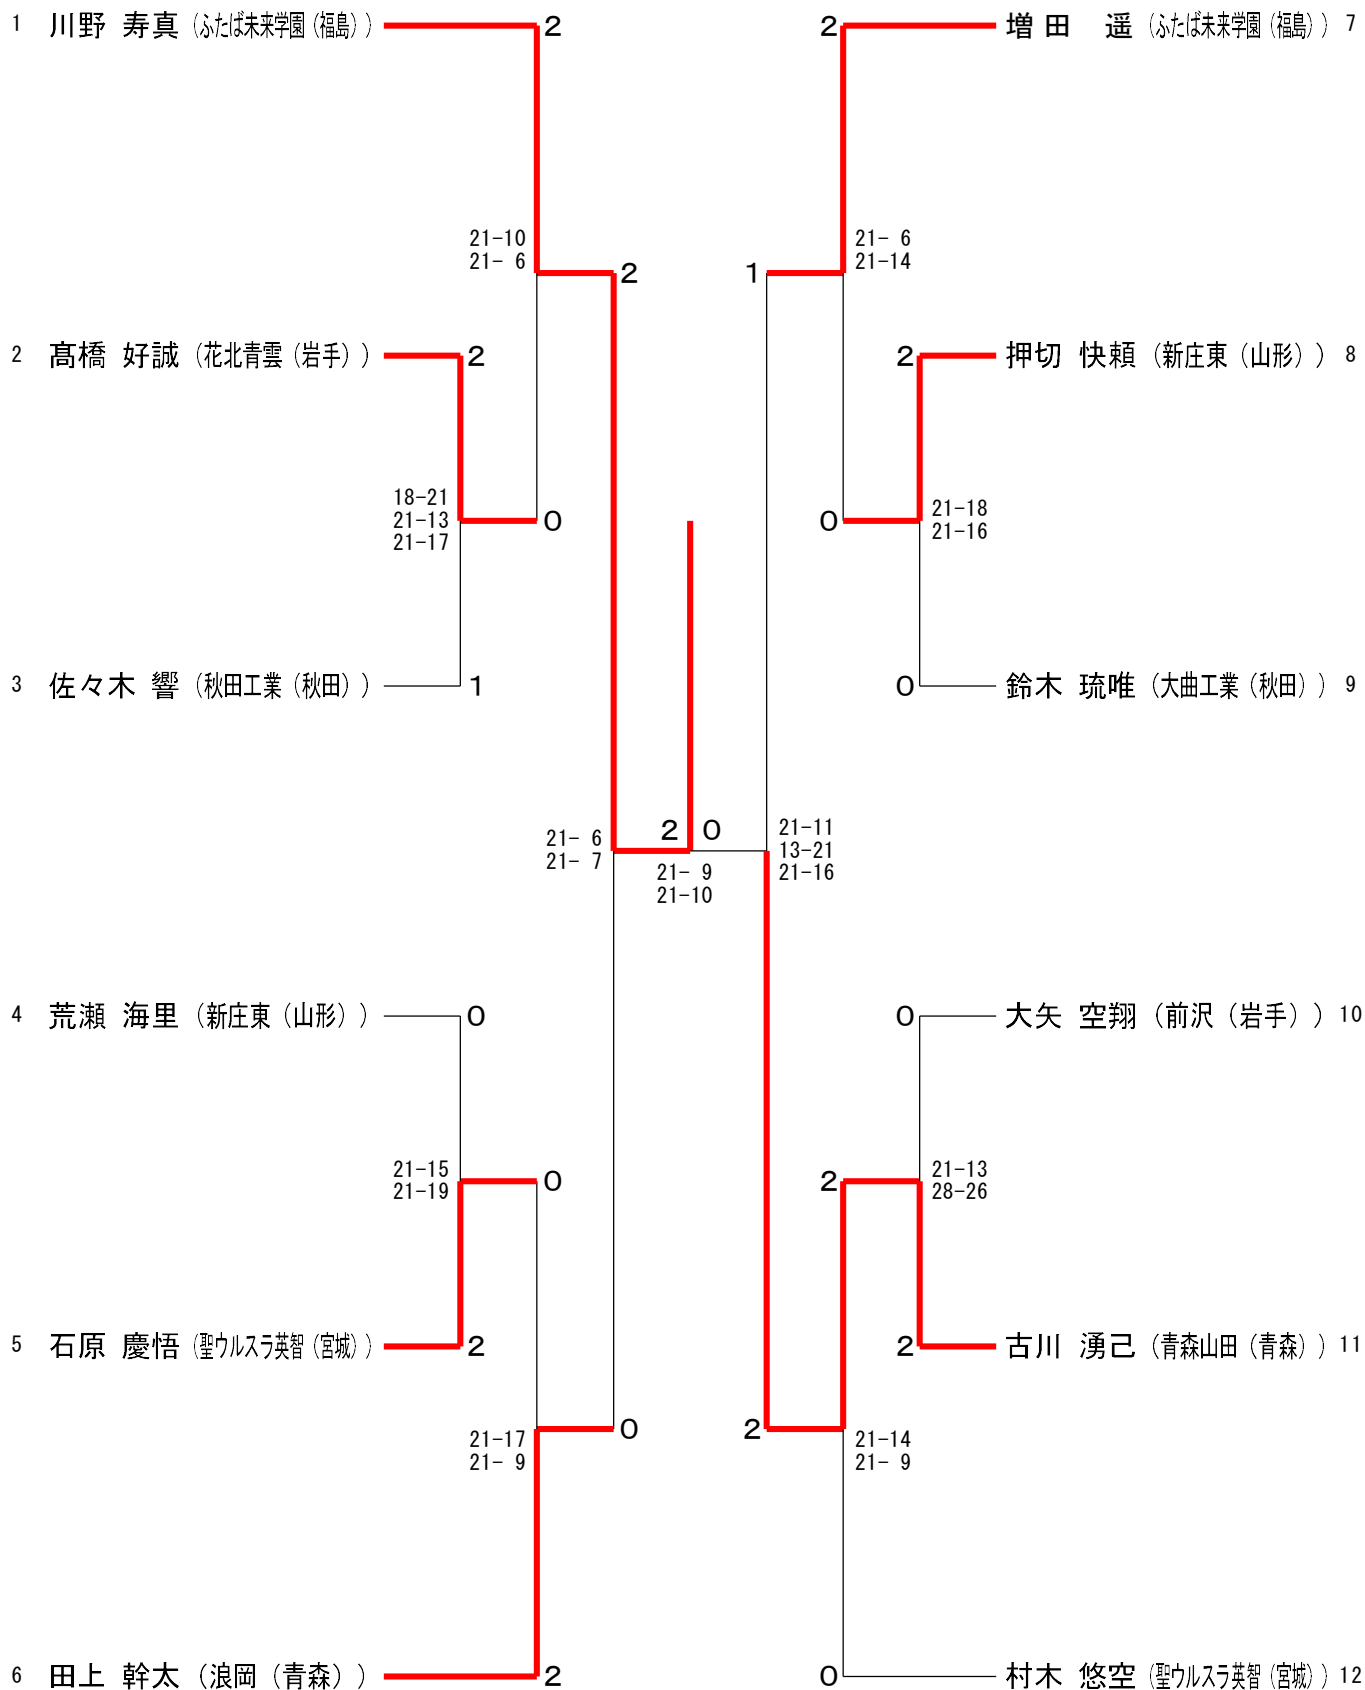 1 川野 寿真 (ふたば未来学園(福島)) 2
2 増田 遥 (ふたば未来学園(福島)) 7
21-10
21- 6
2
1
21- 6
21-14
2 髙橋 好誠 (花北青雲(岩手)) 2
2 押切 快頼 (新庄東(山形)) 8
18-21
21-13
21-17
0
0
21-18
21-16
3 佐々木 響 (秋田工業(秋田)) 1
0 鈴木 琉唯 (大曲工業(秋田)) 9
21- 6
21- 7
2 0
21- 9
21-10
21-11
13-21
21-16
4 荒瀬 海里 (新庄東(山形)) 0
0 大矢 空翔 (前沢(岩手)) 10
21-15
21-19
0
2
21-13
28-26
5 石原 慶悟 (聖ウルスラ英智(宮城)) 2
2 古川 湧己 (青森山田(青森)) 11
21-17
21- 9
0
2
21-14
21- 9
6 田上 幹太 (浪岡(青森)) 2
0 村木 悠空 (聖ウルスラ英智(宮城)) 12